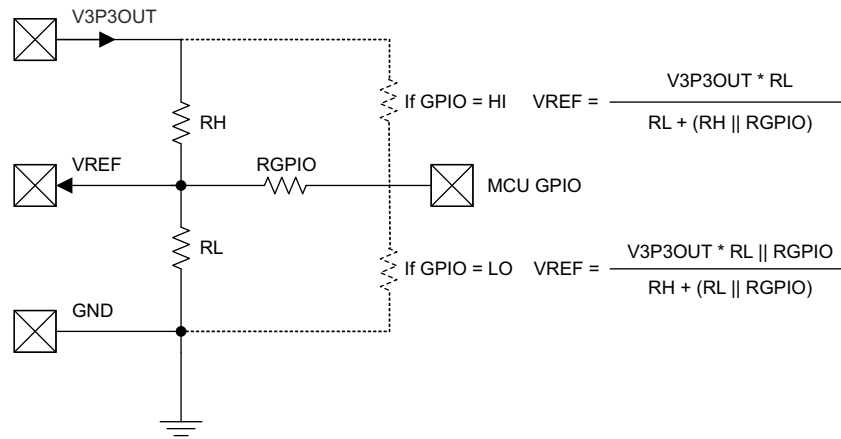 V3P3OUT
RH
If GPIO = HI VREF = V3P3OUT * RL
RL + (RH || RGPIO)
VREF
RGPIO
MCU GPIO
RL
If GPIO = LO VREF = V3P3OUT * RL || RGPIO
RH + (RL || RGPIO)
GND